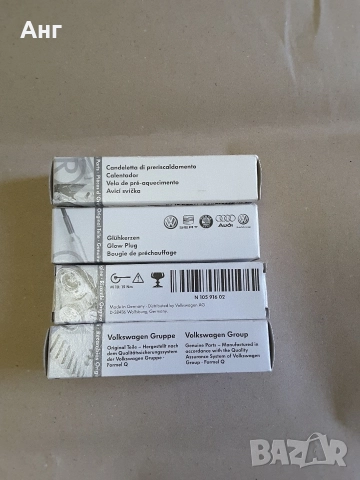 Анг
Candeletta di preriscaldamento
Calentador
Vela de pré-aquecimento
Avicí svíčka
Audi
Glühkerzen
Glow Plug
Bougie de préchauffage
N 105 916 02
Made in Germany · Distributed by Volkswagen AG
D-38436 Wolfsburg, Germany
Volkswagen Gruppe
Original Teile – Hergestellt nach
dem Qualitätssicherungssystem
der Volkswagen Gruppe -
Formel Q
Volkswagen Group
Genuine Parts – Manufactured in
accordance with the Quality
Assurance System of Volkswagen
Group - Formel Q
BAZAR
bg